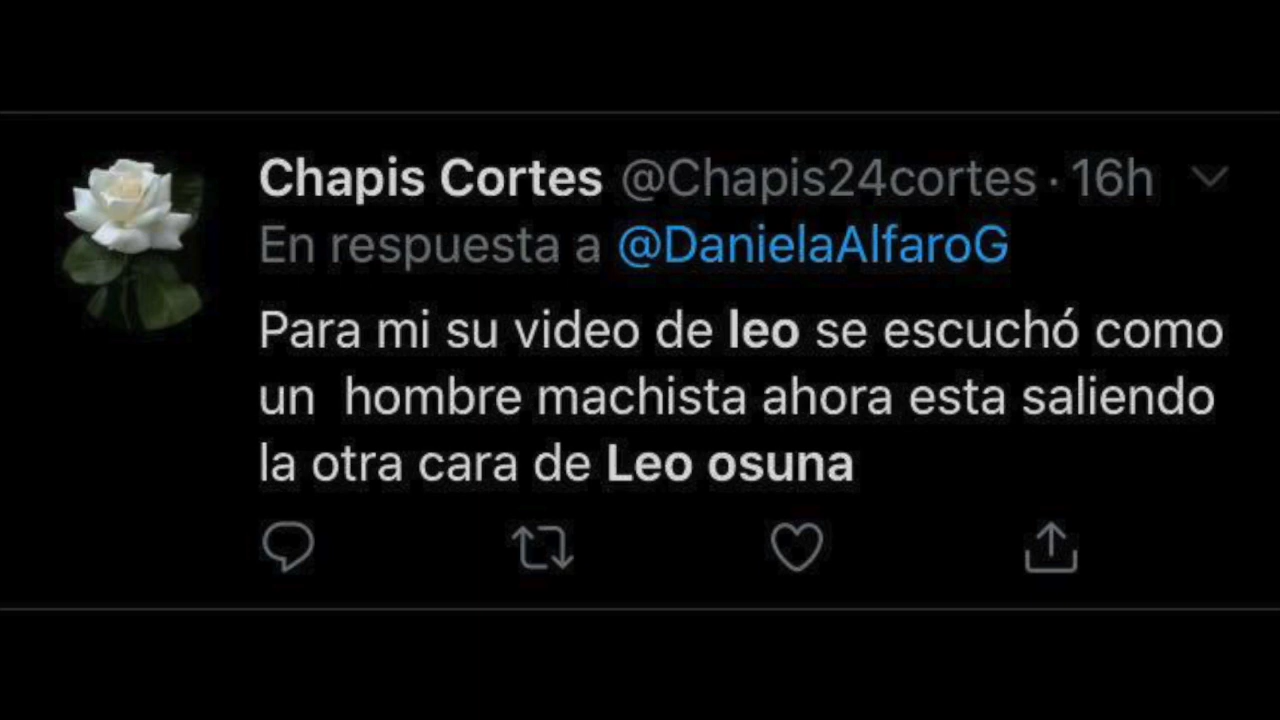 Chapis Cortes @Chapis24cortes · 16h
En respuesta a @DanielaAlfaroG
Para mi su video de leo se escuchó como
un  hombre machista ahora esta saliendo
la otra cara de Leo osuna